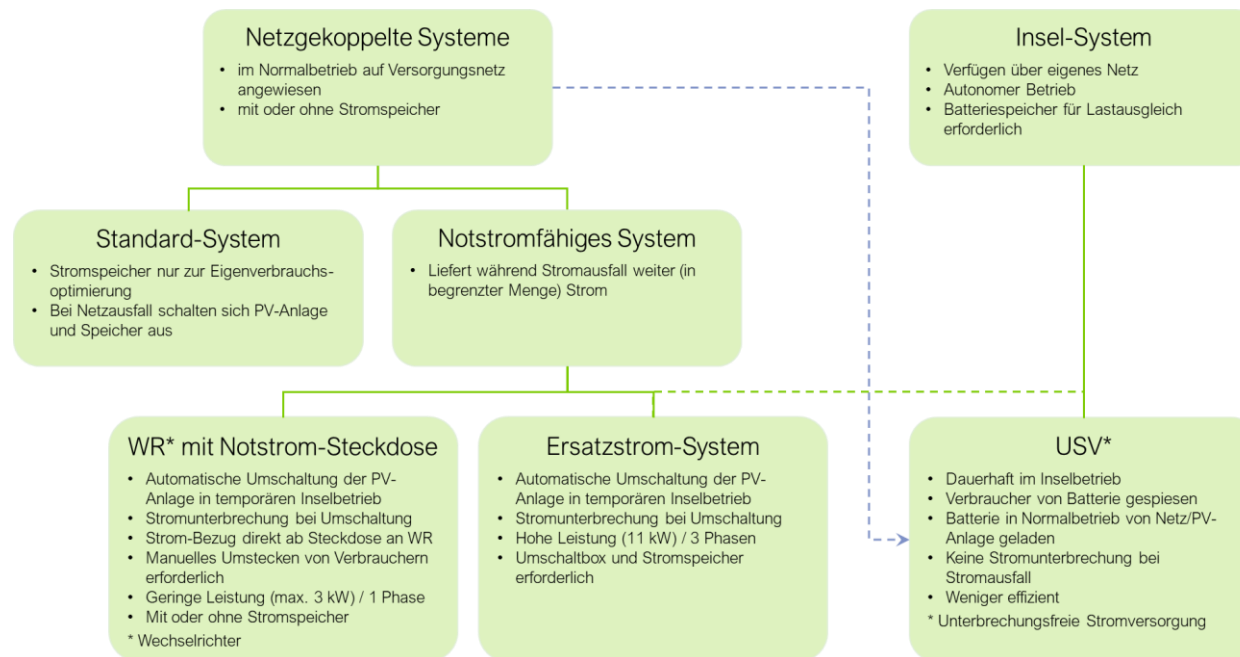 Netzgekoppelte Systeme
• im Normalbetrieb auf Versorgungsnetz
angewiesen
• mit oder ohne Stromspeicher
Insel-System
• Verfügen über eigenes Netz
• Autonomer Betrieb
• Batteriespeicher für Lastausgleich
erforderlich
Standard-System
• Stromspeicher nur zur Eigenverbrauchs-
optimierung
• Bei Netzausfall schalten sich PV-Anlage
und Speicher aus
Notstromfähiges System
• Liefert während Stromausfall weiter (in
begrenzter Menge) Strom
WR* mit Notstrom-Steckdose
• Automatische Umschaltung der PV-
Anlage in temporären Inselbetrieb
• Stromunterbrechung bei Umschaltung
• Strom-Bezug direkt ab Steckdose an WR
• Manuelles Umstecken von Verbrauchern
erforderlich
• Geringe Leistung (max. 3 kW) / 1 Phase
• Mit oder ohne Stromspeicher
* Wechselrichter
Ersatzstrom-System
• Automatische Umschaltung der PV-
Anlage in temporären Inselbetrieb
• Stromunterbrechung bei Umschaltung
• Hohe Leistung (11 kW) / 3 Phasen
• Umschaltbox und Stromspeicher
erforderlich
USV*
• Dauerhaft im Inselbetrieb
• Verbraucher von Batterie gespiesen
• Batterie in Normalbetrieb von Netz/PV-
Anlage geladen
• Keine Stromunterbrechung bei
Stromausfall
• Weniger effizient
* Unterbrechungsfreie Stromversorgung